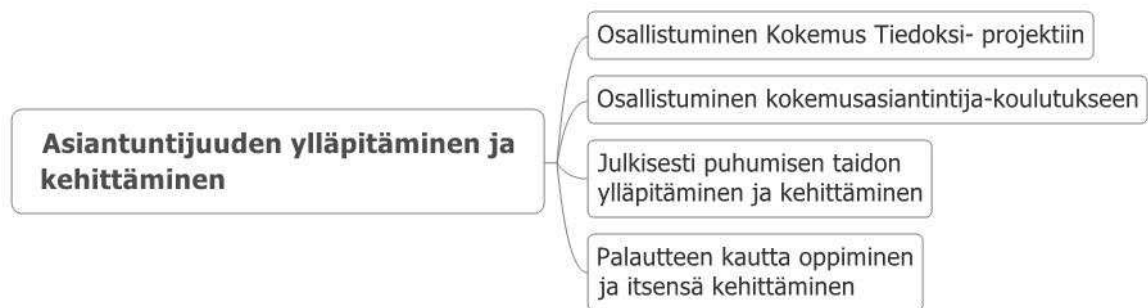 Asiantuntijuuden ylläpitäminen ja
kehittäminen
Osallistuminen Kokemus Tiedoksi- projektiin
Osallistuminen kokemusasiantintija-koulutukseen
Julkisesti puhumisen taidon
ylläpitäminen ja kehittäminen
Palautteen kautta oppiminen
ja itsensä kehittäminen